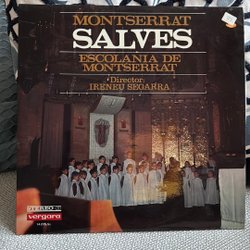 MONTSERRAT
SALVES
ESCOLANIA DE
MONTSERRAT
Director:
IRENEU SEGARRA
STEREO
vergara